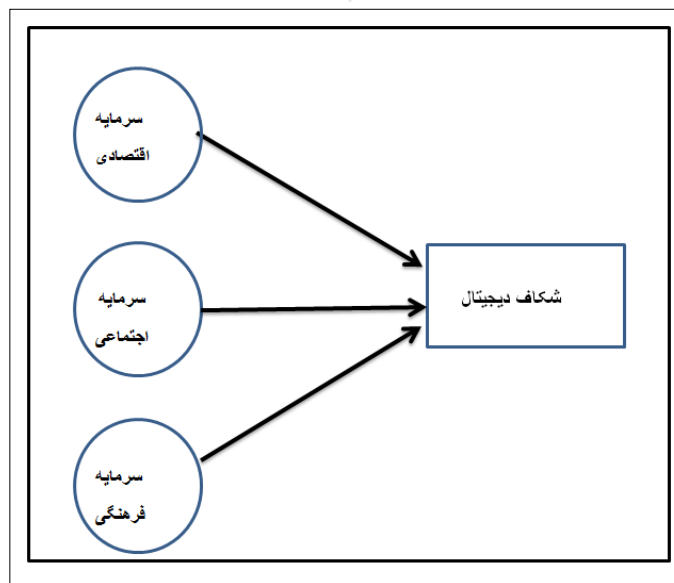 سرمایه
اقتصادی
سرمایه
اجتماعی
شکاف دیجیتال
سرمایه
فرهنگی